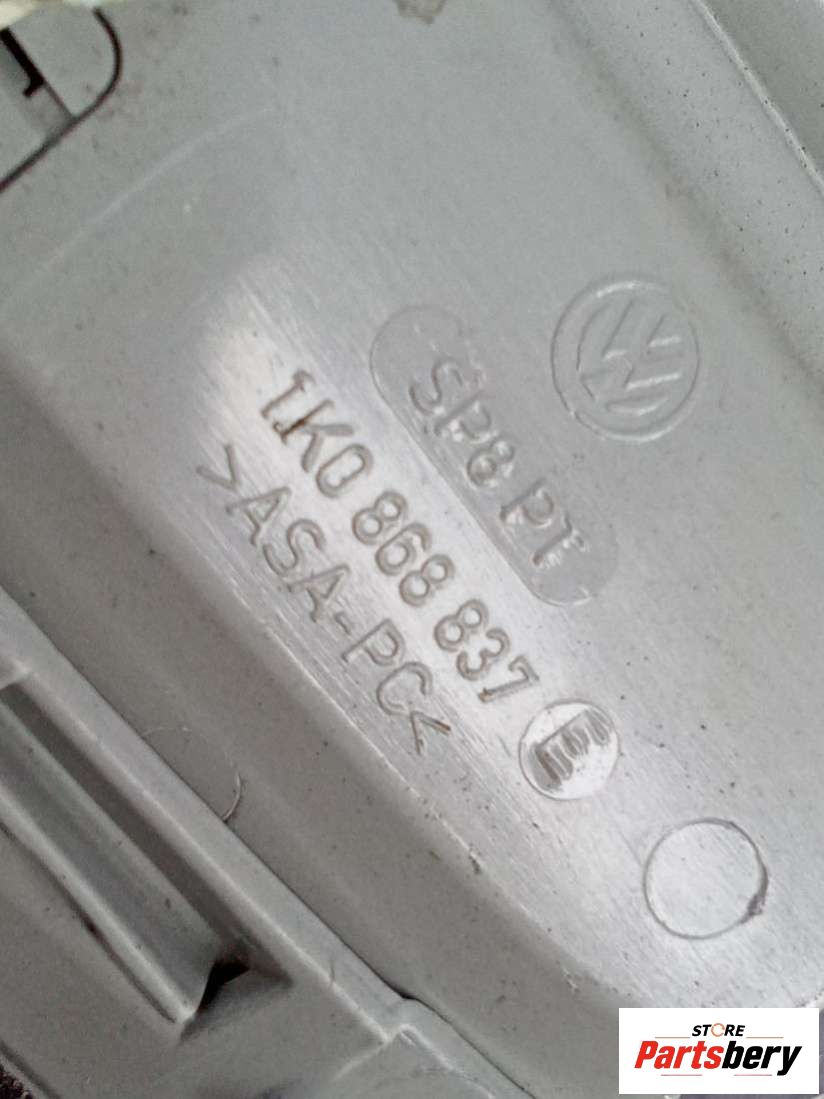 SP8 PT
1K0 868 837 E
>ASA-PC<
STORE
Partsbery